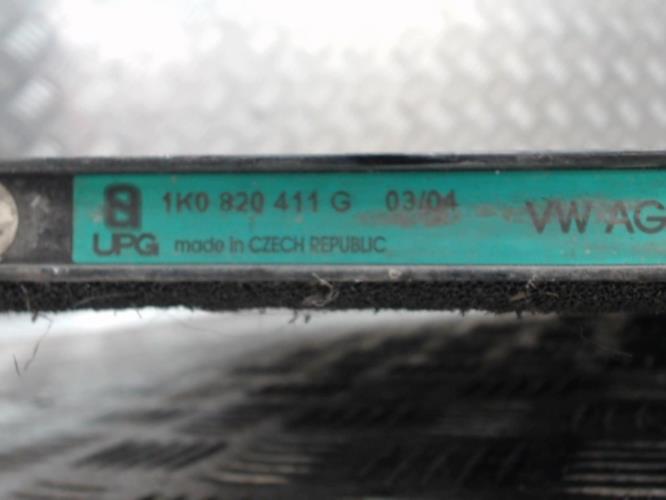 1K0 820 411 G 03/04 VW AG
UPG made in CZECH REPUBLIC